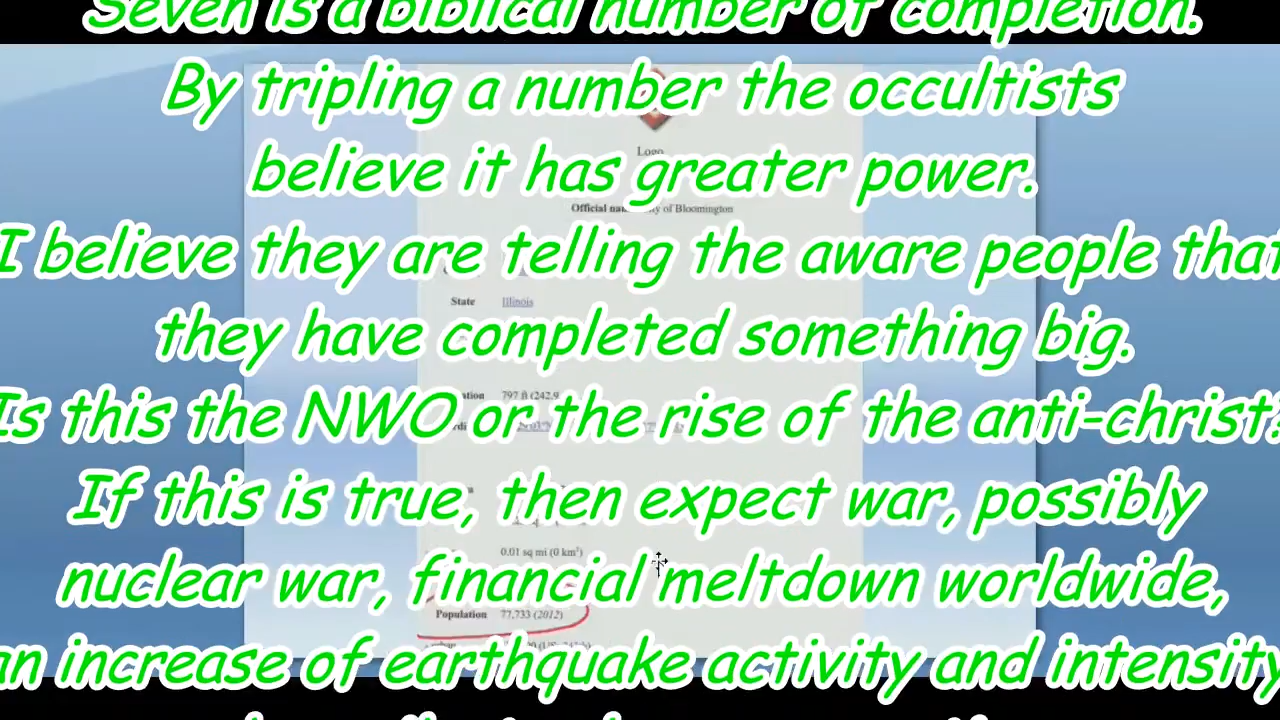 Seven is a biblical number of completion.
By tripling a number the occultists
believe it has greater power.
Logo
Official City of Bloomington
I believe they are telling the aware people that
State Illinois
they have completed something big.
797 ft (242.9
Is this the NWO or the rise of the anti-christ?
If this is true, then expect war, possibly
0.01 sq mi (0 km²)
nuclear war, financial meltdown worldwide,
Population 77,733 (2012)
an increase of earthquake activity and intensity